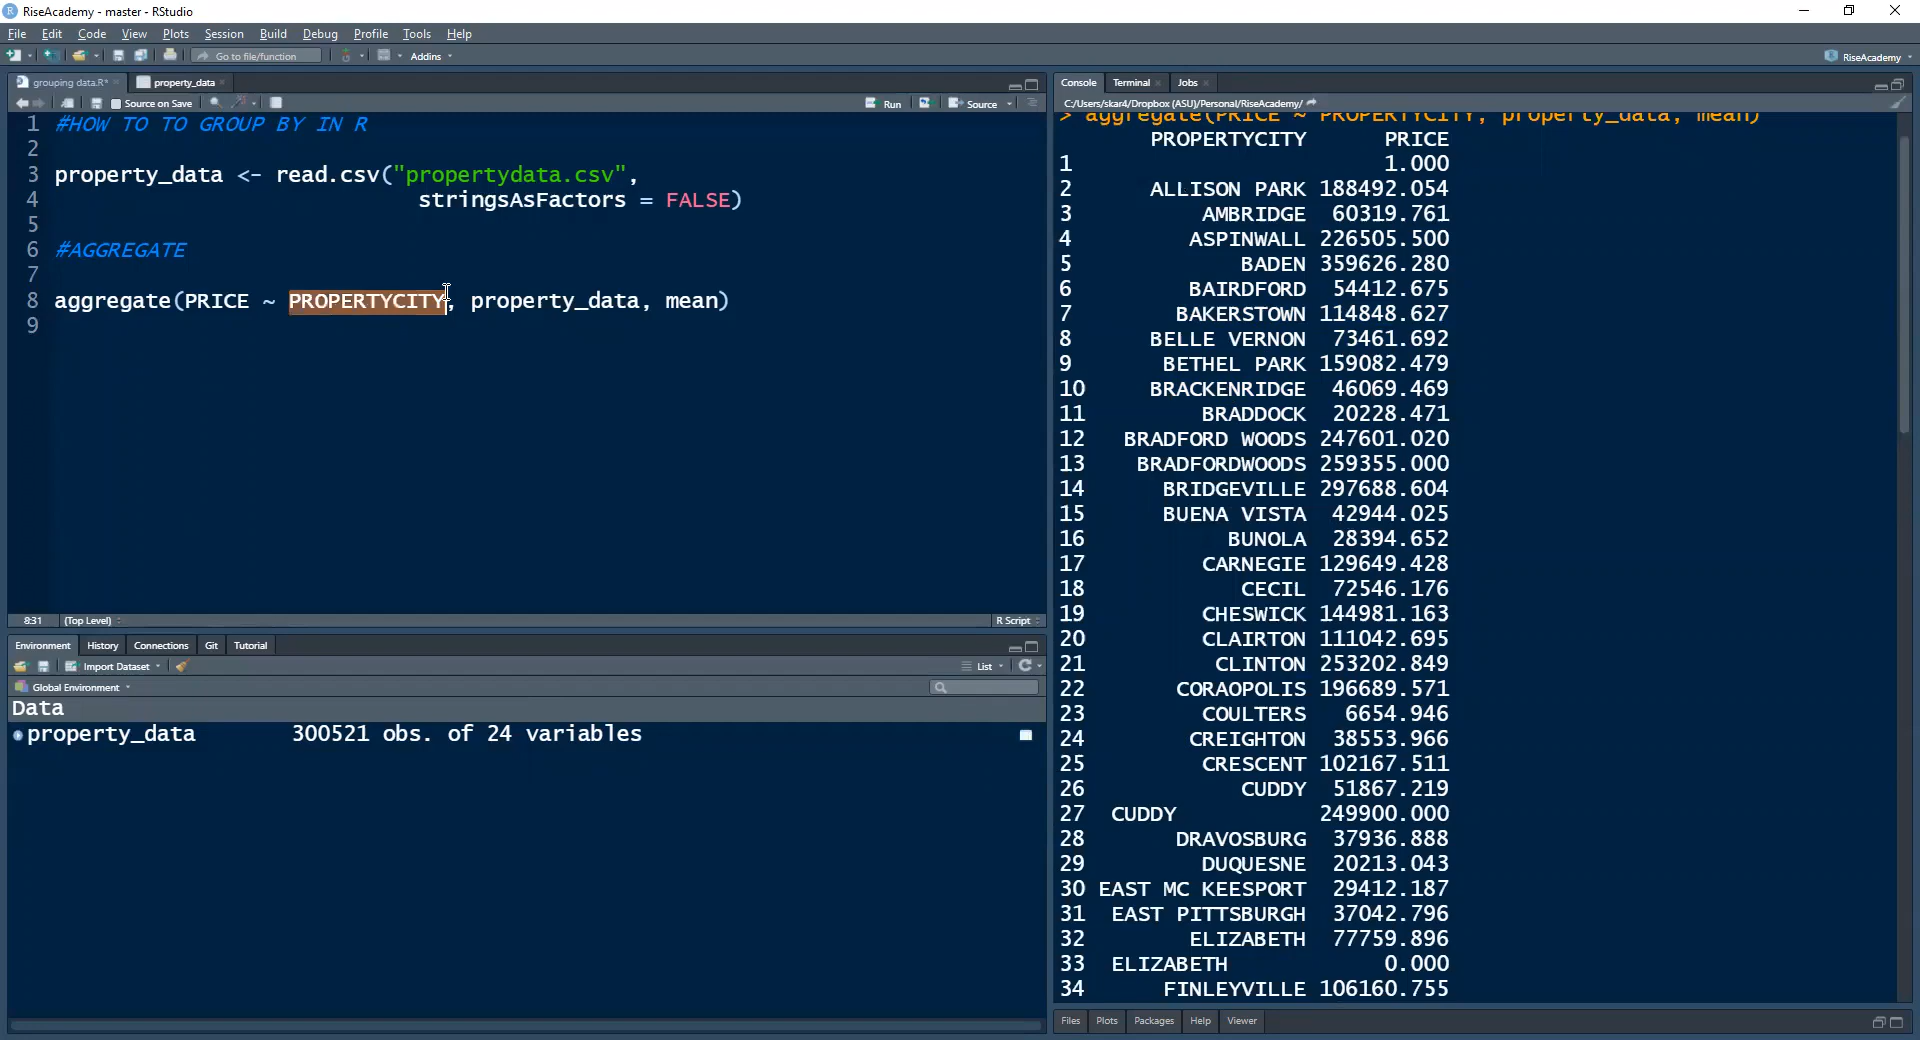 RiseAcademy - master - RStudio
File Edit Code View Plots Session Build Debug Profile Tools Help
Go to file/function Addins RiseAcademy
grouping data.R* property_data
Source on Save Run Source
1 #HOW TO TO GROUP BY IN R
2
3 property_data <- read.csv("propertydata.csv",
4 stringsAsFactors = FALSE)
5
6 #AGGREGATE
7
8 aggregate(PRICE ~ PROPERTYCITY, property_data, mean)
9
8:31 (Top Level) R Script
Environment History Connections Git Tutorial
Import Dataset List
Global Environment
Data
property_data 300521 obs. of 24 variables
Console Terminal Jobs
C:/Users/skar4/Dropbox (ASU)/Personal/RiseAcademy/
> aggregate(PRICE ~ PROPERTYCITY, property_data, mean)
PROPERTYCITY PRICE
1 1.000
2 ALLISON PARK 188492.054
3 AMBRIDGE 60319.761
4 ASPINWALL 226505.500
5 BADEN 359626.280
6 BAIRDFORD 54412.675
7 BAKERSTOWN 114848.627
8 BELLE VERNON 73461.692
9 BETHEL PARK 159082.479
10 BRACKENRIDGE 46069.469
11 BRADDOCK 20228.471
12 BRADFORD WOODS 247601.020
13 BRADFORDWOODS 259355.000
14 BRIDGEVILLE 297688.604
15 BUENA VISTA 42944.025
16 BUNOLA 28394.652
17 CARNEGIE 129649.428
18 CECIL 72546.176
19 CHESWICK 144981.163
20 CLAIRTON 111042.695
21 CLINTON 253202.849
22 CORAOPOLIS 196689.571
23 COULTERS 6654.946
24 CREIGHTON 38553.966
25 CRESCENT 102167.511
26 CUDDY 51867.219
27 CUDDY 249900.000
28 DRAVOSBURG 37936.888
29 DUQUESNE 20213.043
30 EAST MC KEESPORT 29412.187
31 EAST PITTSBURGH 37042.796
32 ELIZABETH 77759.896
33 ELIZABETH 0.000
34 FINLEYVILLE 106160.755
Files Plots Packages Help Viewer